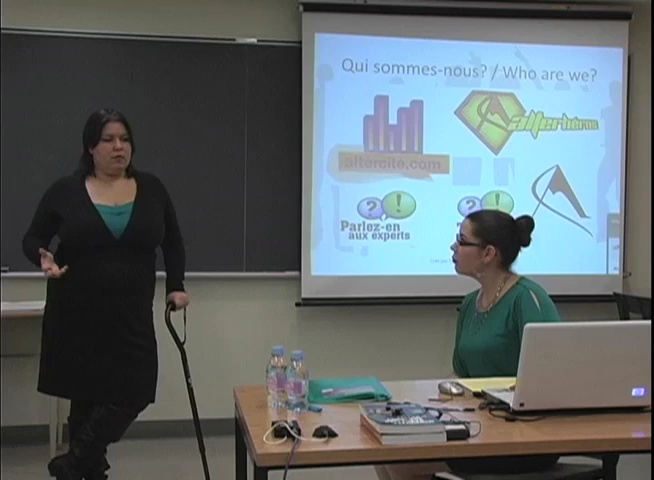 Qui sommes-nous? / Who are we?
altercité.com
alterhéros
? !
Parlez-en
aux experts
?